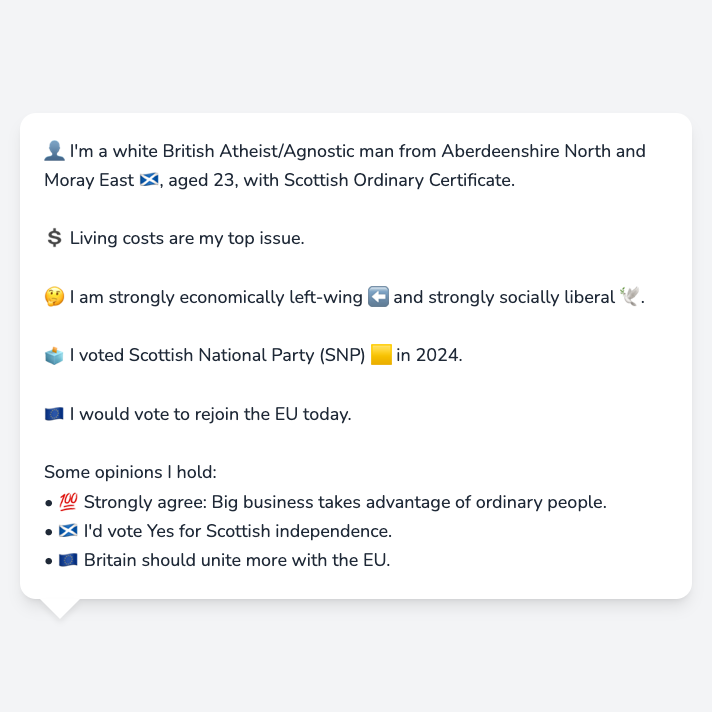 👤 I'm a white British Atheist/Agnostic man from Aberdeenshire North and
Moray East 🏴󠁧󠁢󠁳󠁣󠁴󠁿, aged 23, with Scottish Ordinary Certificate.
💲 Living costs are my top issue.
🤔 I am strongly economically left-wing ⬅️ and strongly socially liberal 🕊️.
🗳️ I voted Scottish National Party (SNP) 🟨 in 2024.
🇪🇺 I would vote to rejoin the EU today.
Some opinions I hold:
• 💯 Strongly agree: Big business takes advantage of ordinary people.
• 🏴󠁧󠁢󠁳󠁣󠁴󠁿 I'd vote Yes for Scottish independence.
• 🇪🇺 Britain should unite more with the EU.